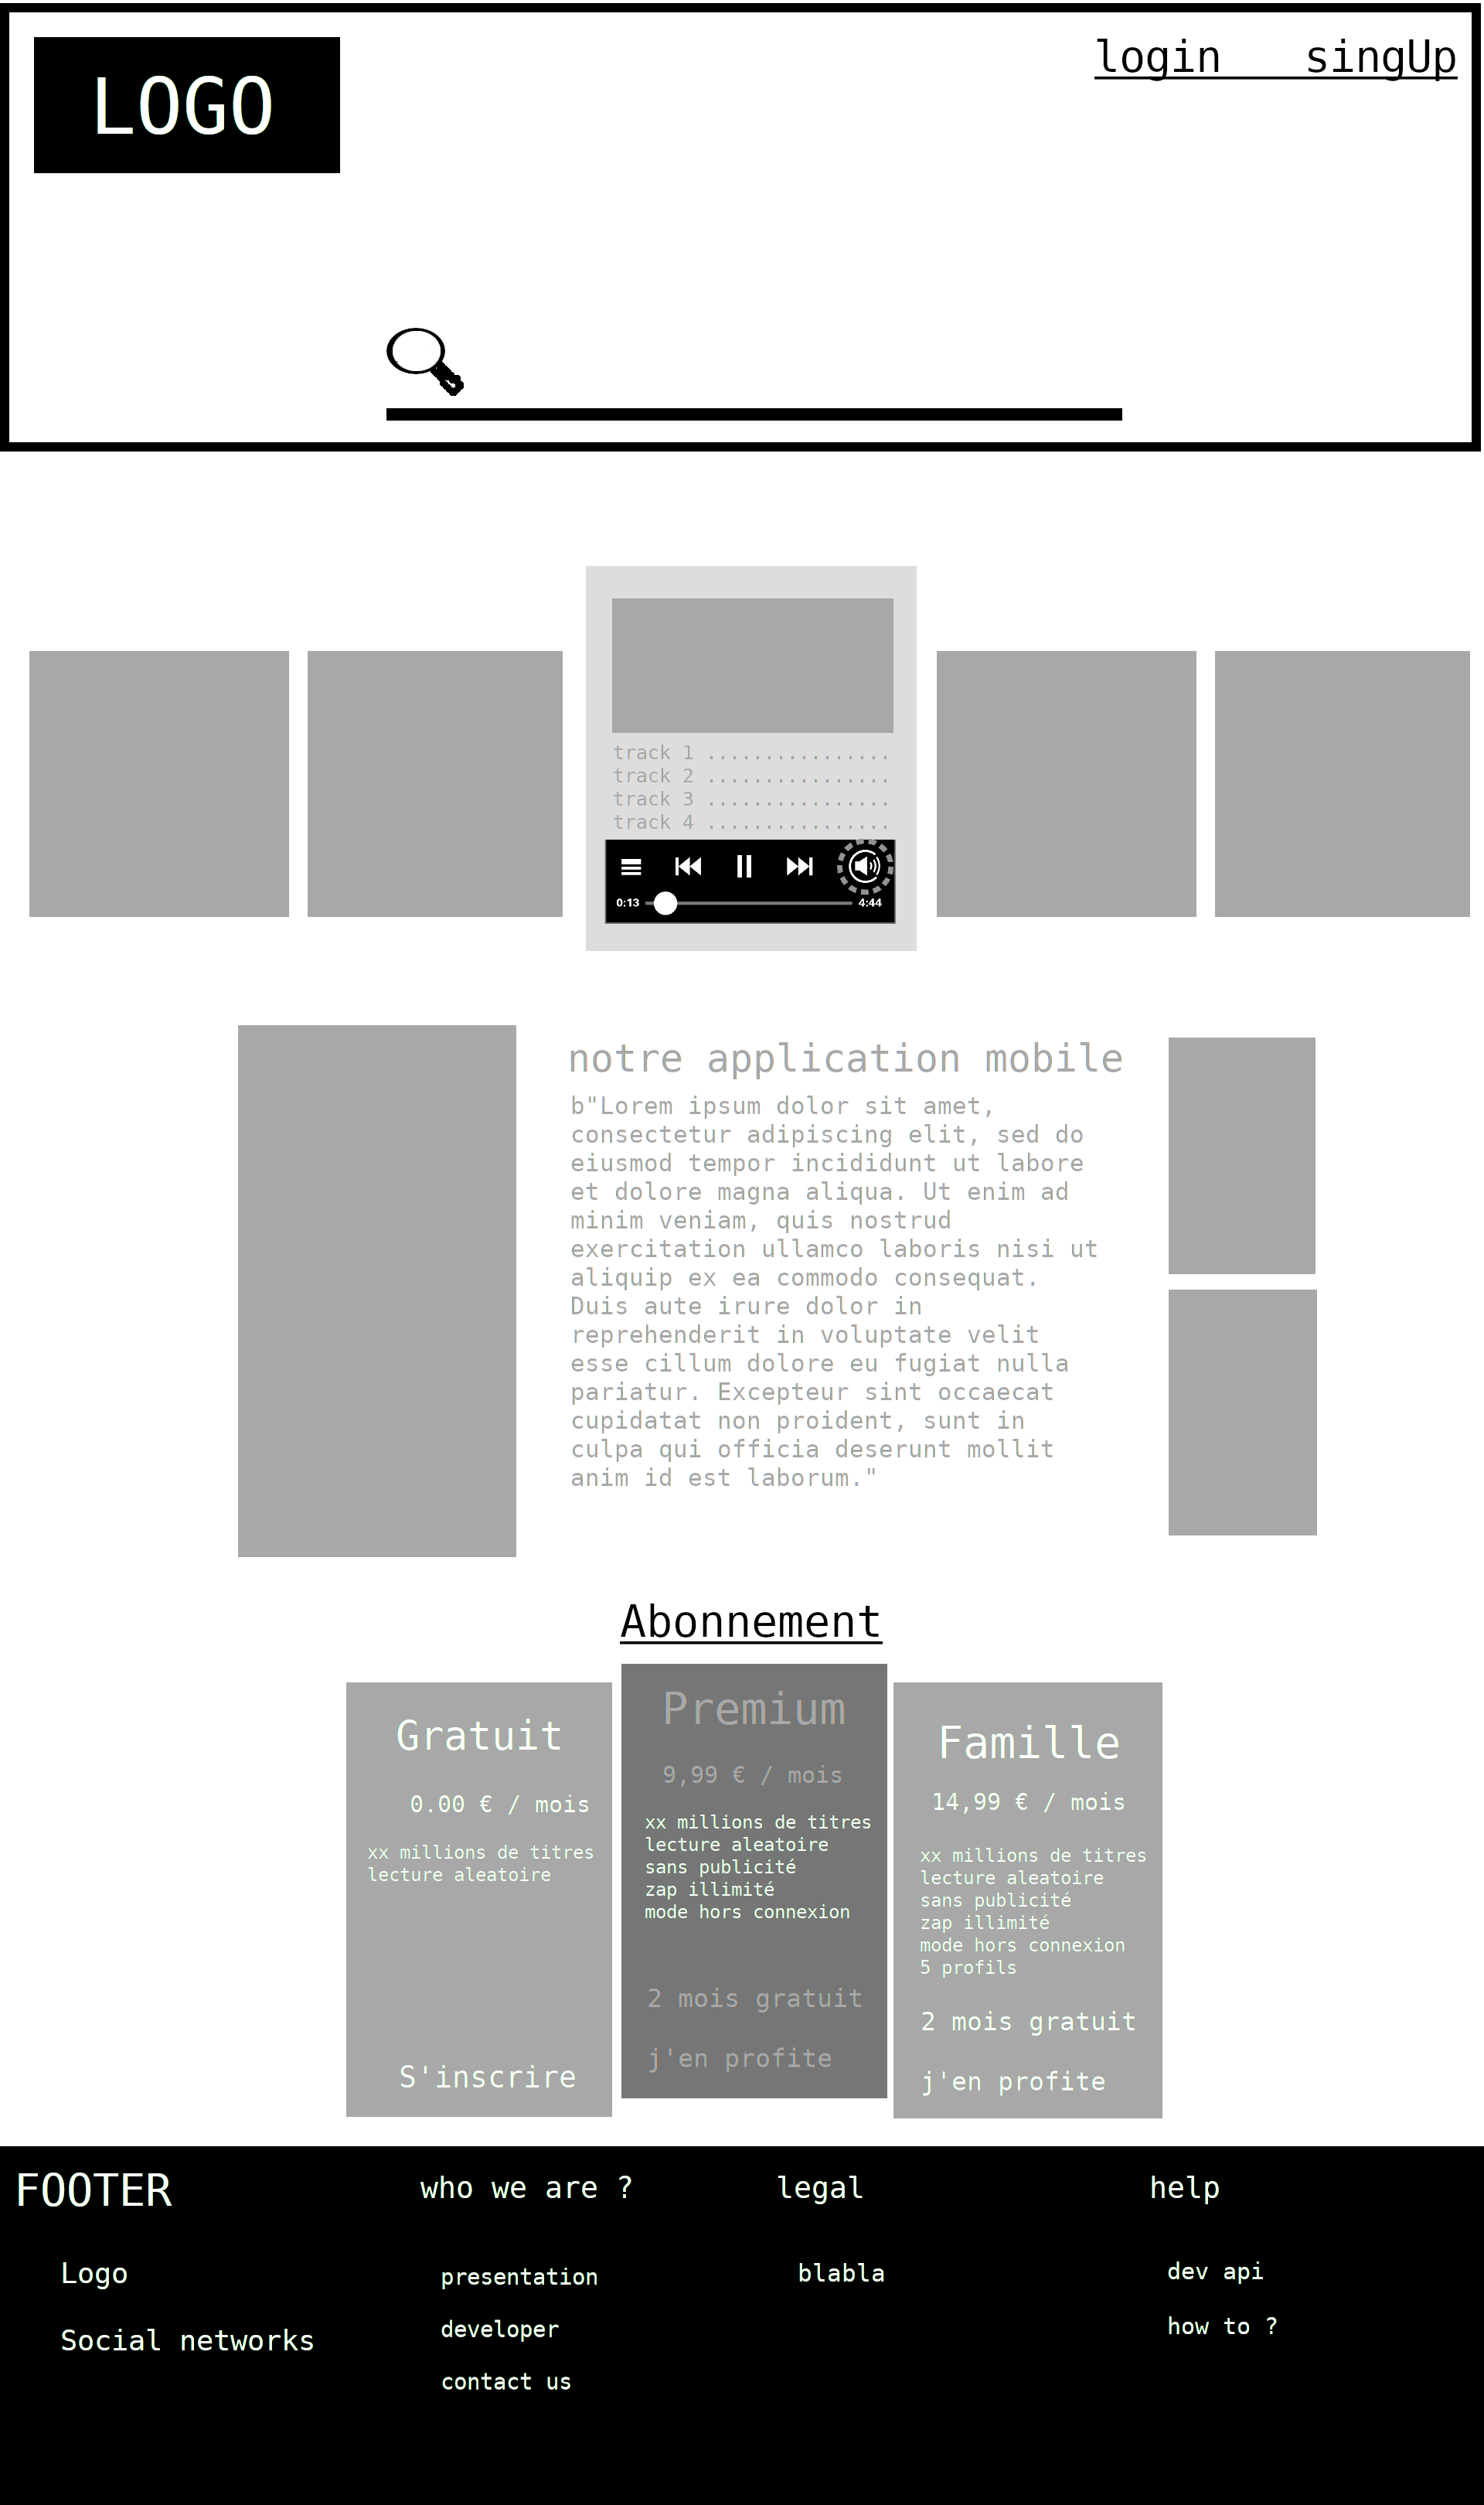 LOGO
login singUp
track 1 ................
track 2 ................
track 3 ................
track 4 ................
0:13 4:44
notre application mobile
b"Lorem ipsum dolor sit amet,
consectetur adipiscing elit, sed do
eiusmod tempor incididunt ut labore
et dolore magna aliqua. Ut enim ad
minim veniam, quis nostrud
exercitation ullamco laboris nisi ut
aliquip ex ea commodo consequat.
Duis aute irure dolor in
reprehenderit in voluptate velit
esse cillum dolore eu fugiat nulla
pariatur. Excepteur sint occaecat
cupidatat non proident, sunt in
culpa qui officia deserunt mollit
anim id est laborum."
Abonnement
Gratuit
0.00 € / mois
xx millions de titres
lecture aleatoire
S'inscrire
Premium
9,99 € / mois
xx millions de titres
lecture aleatoire
sans publicité
zap illimité
mode hors connexion
2 mois gratuit
j'en profite
Famille
14,99 € / mois
xx millions de titres
lecture aleatoire
sans publicité
zap illimité
mode hors connexion
5 profils
2 mois gratuit
j'en profite
FOOTER
Logo
Social networks
who we are ?
presentation
developer
contact us
legal
blabla
help
dev api
how to ?